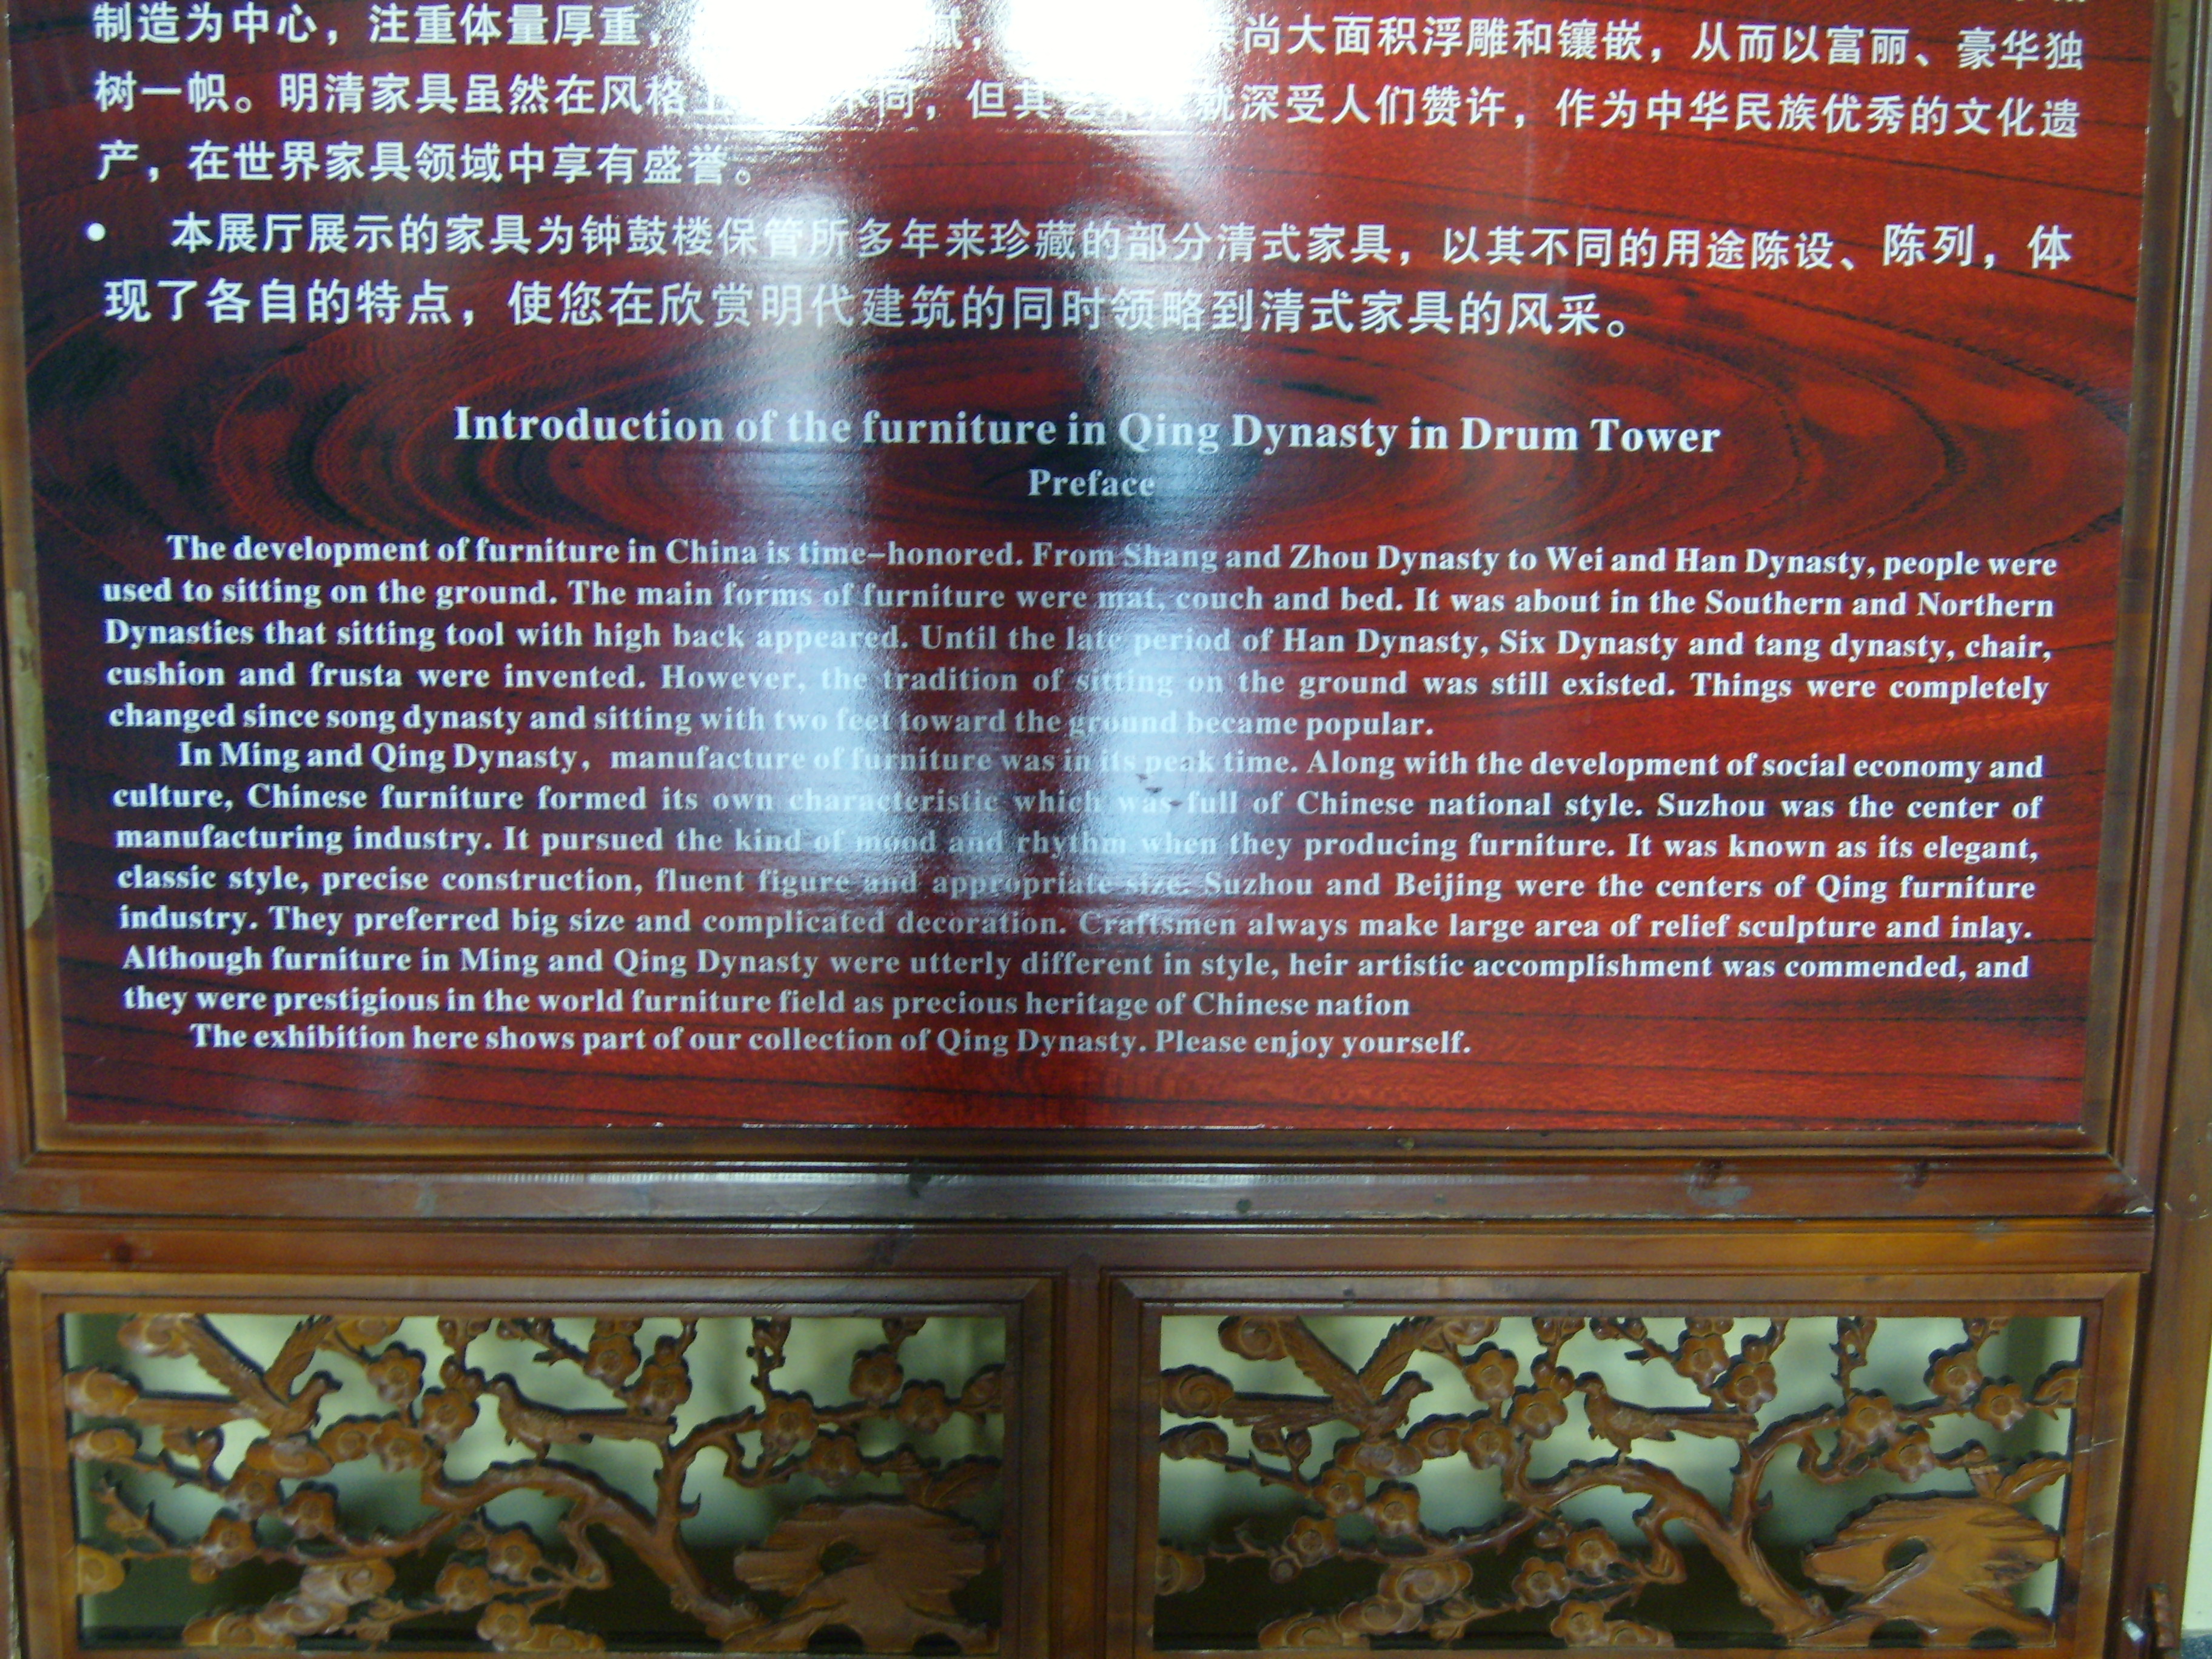 制造为中心，注重体量厚重，腻，尚大面积浮雕和镶嵌，从而以富丽、豪华独
树一帜。明清家具虽然在风格不同，但其就深受人们赞许，作为中华民族优秀的文化遗
产，在世界家具领域中享有盛誉。
• 本展厅展示的家具为钟鼓楼保管所多年来珍藏的部分清式家具，以其不同的用途陈设、陈列，体
现了各自的特点，使您在欣赏明代建筑的同时领略到清式家具的风采。
Introduction of the furniture in Qing Dynasty in Drum Tower
Preface
The development of furniture in China is time-honored. From Shang and Zhou Dynasty to Wei and Han Dynasty, people were
used to sitting on the ground. The main forms of furniture were mat, couch and bed. It was about in the Southern and Northern
Dynasties that sitting tool with high back appeared. Until the late period of Han Dynasty, Six Dynasty and tang dynasty, chair,
cushion and frusta were invented. However, the tradition of sitting on the ground was still existed. Things were completely
changed since song dynasty and sitting with two feet toward the ground became popular.
In Ming and Qing Dynasty, manufacture of furniture was in its peak time. Along with the development of social economy and
culture, Chinese furniture formed its own characteristic which was full of Chinese national style. Suzhou was the center of
manufacturing industry. It pursued the kind of mood and rhythm when they producing furniture. It was known as its elegant,
classic style, precise construction, fluent figure and appropriate size. Suzhou and Beijing were the centers of Qing furniture
industry. They preferred big size and complicated decoration. Craftsmen always make large area of relief sculpture and inlay.
Although furniture in Ming and Qing Dynasty were utterly different in style, heir artistic accomplishment was commended, and
they were prestigious in the world furniture field as precious heritage of Chinese nation
The exhibition here shows part of our collection of Qing Dynasty. Please enjoy yourself.